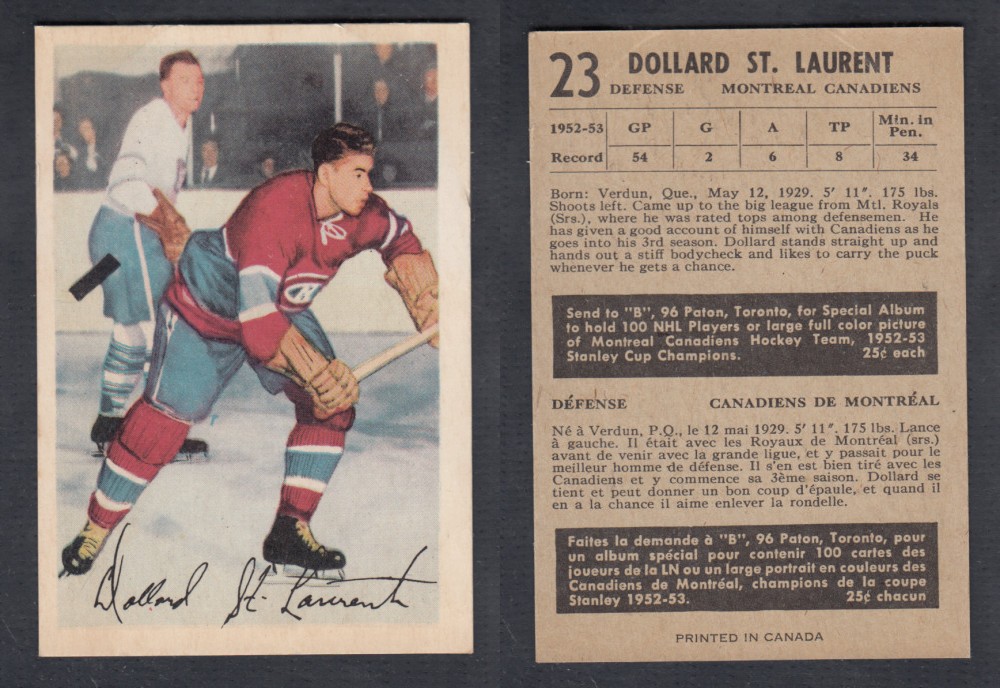 Dollard St. Laurent
23 DOLLARD ST. LAURENT
DEFENSE MONTREAL CANADIENS
1952-53 GP G A TP Min. in Pen.
Record 54 2 6 8 34
Born: Verdun, Que., May 12, 1929. 5' 11". 175 lbs.
Shoots left. Came up to the big league from Mtl. Royals
(Srs.), where he was rated tops among defensemen. He
has given a good account of himself with Canadiens as he
goes into his 3rd season. Dollard stands straight up and
hands out a stiff bodycheck and likes to carry the puck
whenever he gets a chance.
Send to "B", 96 Paton, Toronto, for Special Album
to hold 100 NHL Players or large full color picture
of Montreal Canadiens Hockey Team, 1952-53
Stanley Cup Champions. 25¢ each
DÉFENSE CANADIENS DE MONTRÉAL
Né à Verdun, P.Q., le 12 mai 1929. 5' 11". 175 lbs. Lance
à gauche. Il était avec les Royaux de Montréal (srs.)
avant de venir avec la grande ligue, et y passait pour le
meilleur homme de défense. Il s'en est bien tiré avec les
Canadiens et y commence sa 3ème saison. Dollard se
tient et peut donner un bon coup d'épaule, et quand il
en a la chance il aime enlever la rondelle.
Faites la demande à "B", 96 Paton, Toronto, pour
un album spécial pour contenir 100 cartes des
joueurs de la LN ou un large portrait en couleurs des
Canadiens de Montréal, champions de la coupe
Stanley 1952-53. 25¢ chacun
PRINTED IN CANADA